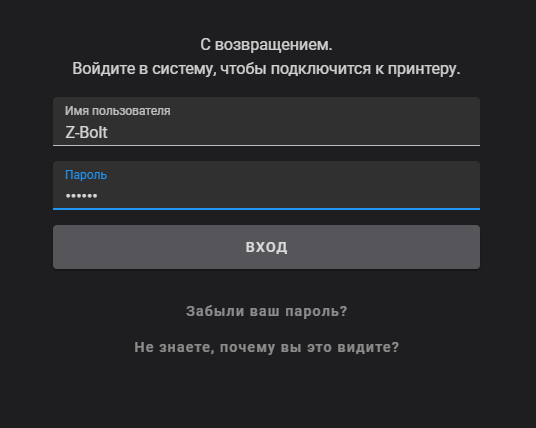 С возвращением.
Войдите в систему, чтобы подключится к принтеру.
Имя пользователя
Z-Bolt
Пароль
••••••
ВХОД
Забыли ваш пароль?
Не знаете, почему вы это видите?